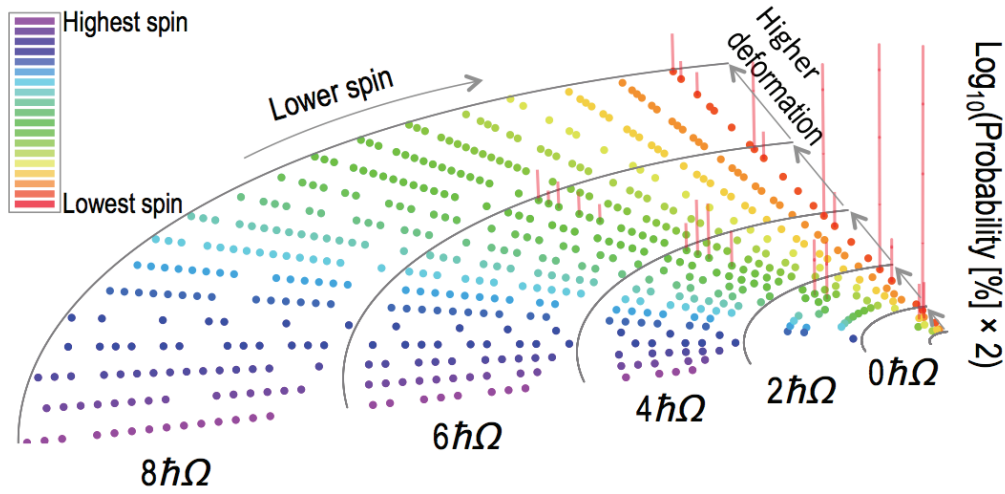 Highest spin
Lowest spin
Lower spin
Higher
deformation
Log₁₀(Probability [%] × 2)
8ℏΩ
6ℏΩ
4ℏΩ
2ℏΩ
0ℏΩ